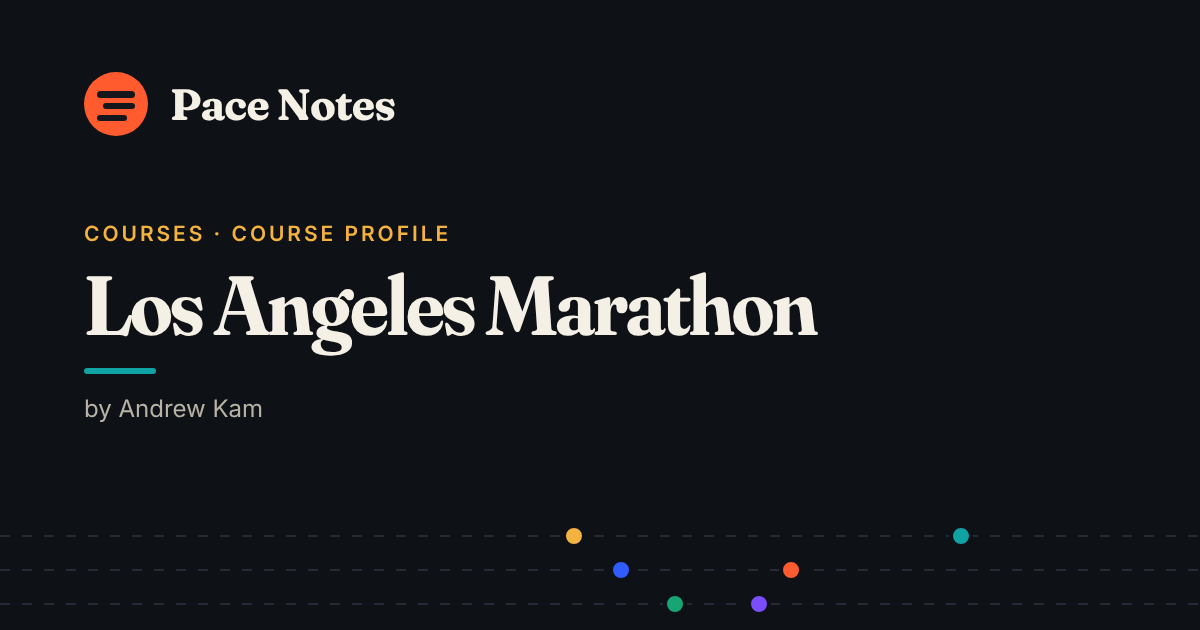 Pace Notes
COURSES · COURSE PROFILE
Los Angeles Marathon
by Andrew Kam